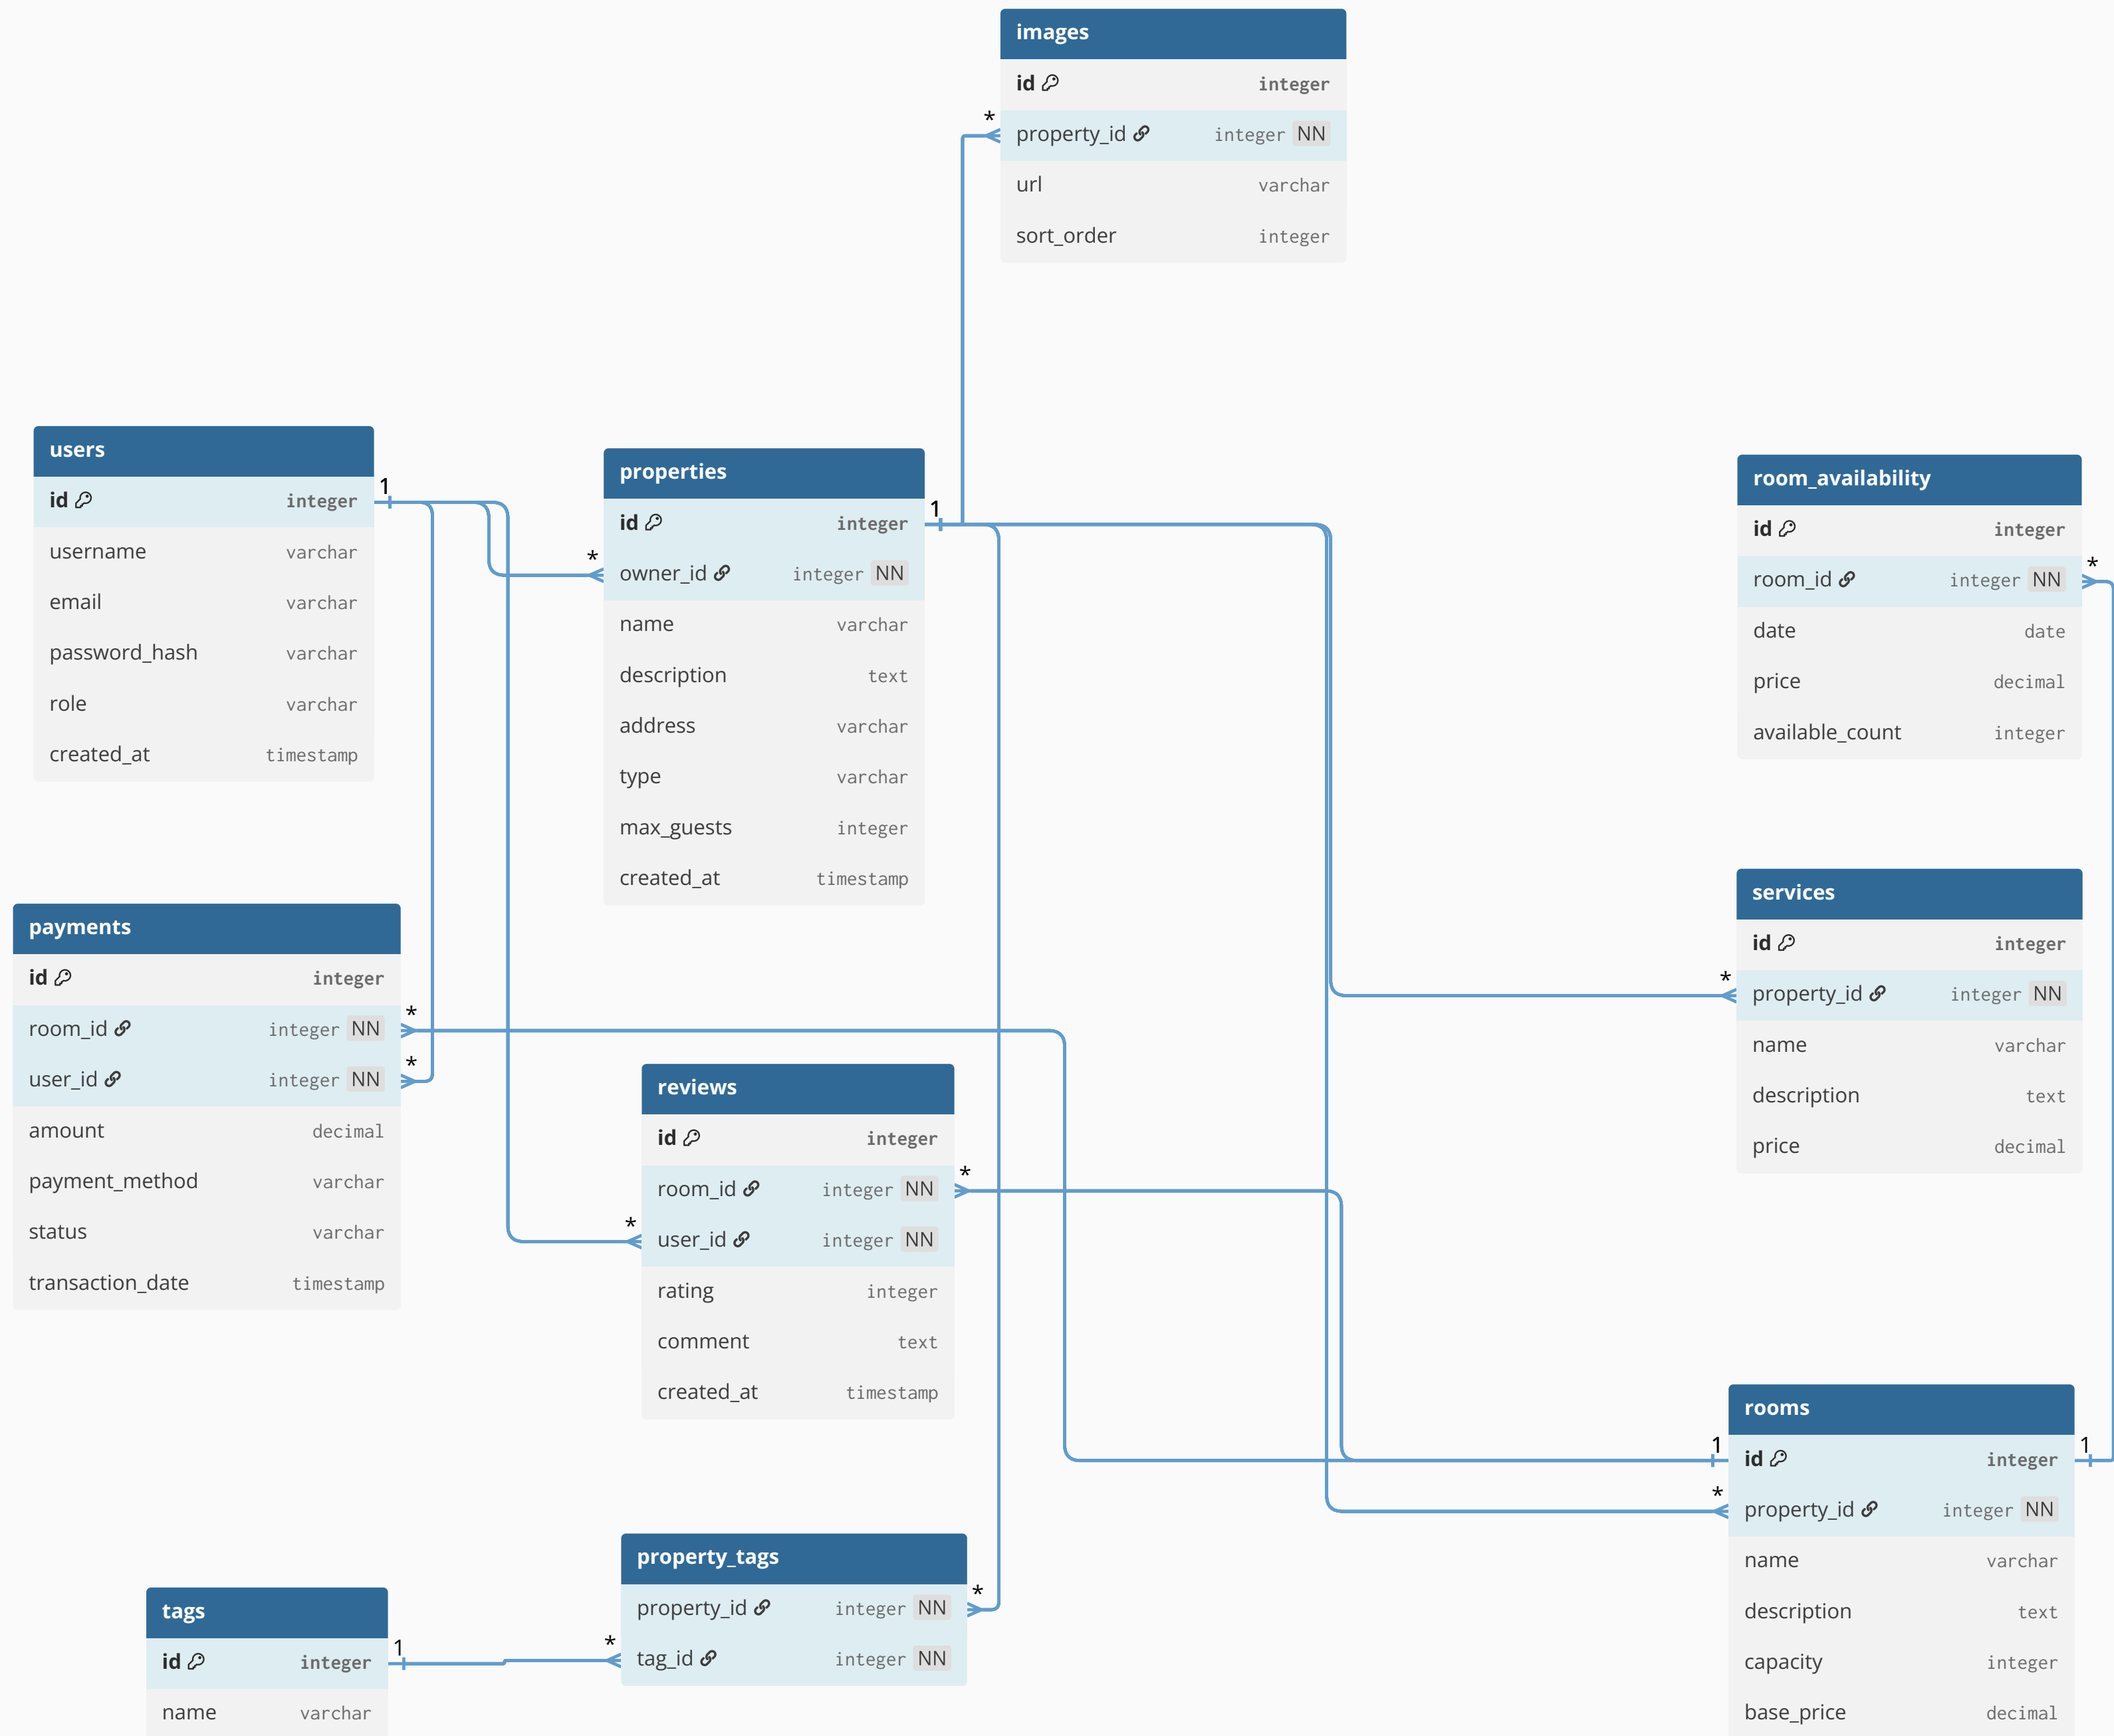 images
id integer
* property_id integer NN
url varchar
sort_order integer
users
id integer 1
username varchar
email varchar
password_hash varchar
role varchar
created_at timestamp
properties
id integer 1
* owner_id integer NN
name varchar
description text
address varchar
type varchar
max_guests integer
created_at timestamp
room_availability
id integer
room_id integer NN *
date date
price decimal
available_count integer
services
id integer
* property_id integer NN
name varchar
description text
price decimal
payments
id integer
room_id integer NN *
user_id integer NN *
amount decimal
payment_method varchar
status varchar
transaction_date timestamp
reviews
id integer
room_id integer NN *
* user_id integer NN
rating integer
comment text
created_at timestamp
rooms
1 id integer 1
* property_id integer NN
name varchar
description text
capacity integer
base_price decimal
property_tags
property_id integer NN *
* tag_id integer NN
tags
id integer 1
name varchar